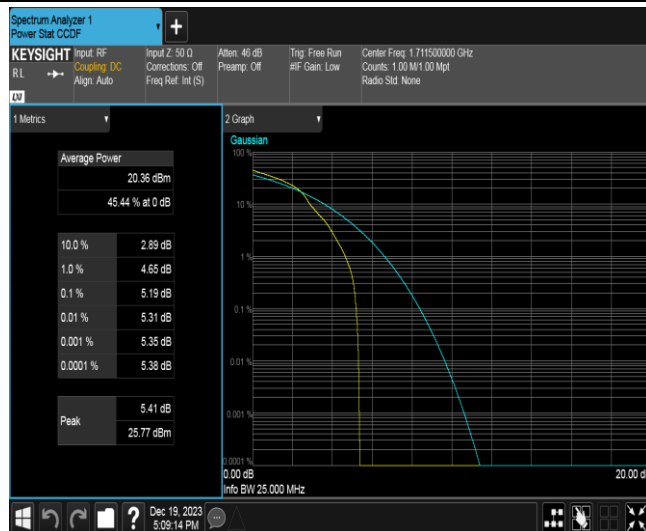 Spectrum Analyzer 1
Power Stat CCDF
+
KEYSIGHT
RL
Input: RF
Coupling: DC
Align: Auto
Input Z: 50 Ω
Corrections: Off
Freq Ref: Int (S)
Atten: 46 dB
Preamp: Off
Trig: Free Run
#IF Gain: Low
Center Freq: 1.711500000 GHz
Counts: 1.00 M/1.00 Mpt
Radio Std: None
1 Metrics
Average Power
20.36 dBm
45.44 % at 0 dB
10.0 % 2.89 dB
1.0 % 4.65 dB
0.1 % 5.19 dB
0.01 % 5.31 dB
0.001 % 5.35 dB
0.0001 % 5.38 dB
Peak
5.41 dB
25.77 dBm
2 Graph
Gaussian
100 %
10 %
1 %
0.1 %
0.01 %
0.001 %
0.0001 %
0.00 dB
20.00 d
Info BW 25.000 MHz
?
Dec 19, 2023
5:09:14 PM